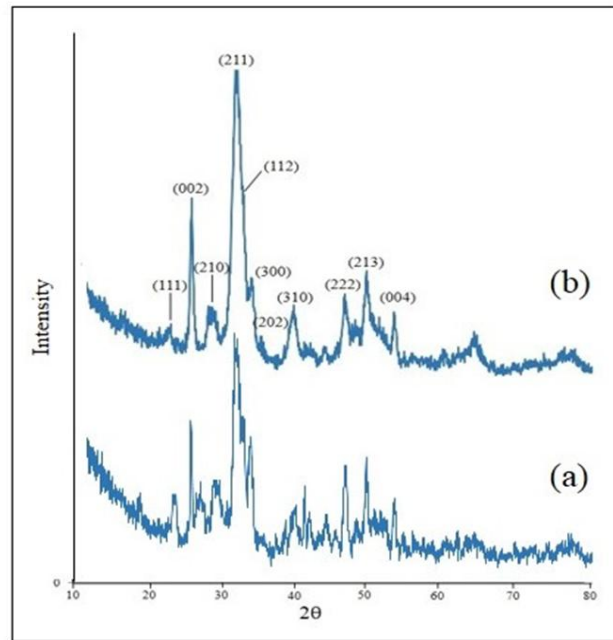 (211)
(112)
(002)
(210)
(111)
(300)
(310)
(202)
(222)
(213)
(004)
(b)
(a)
Intensity
0
10 20 30 40 50 60 70 80
2θ